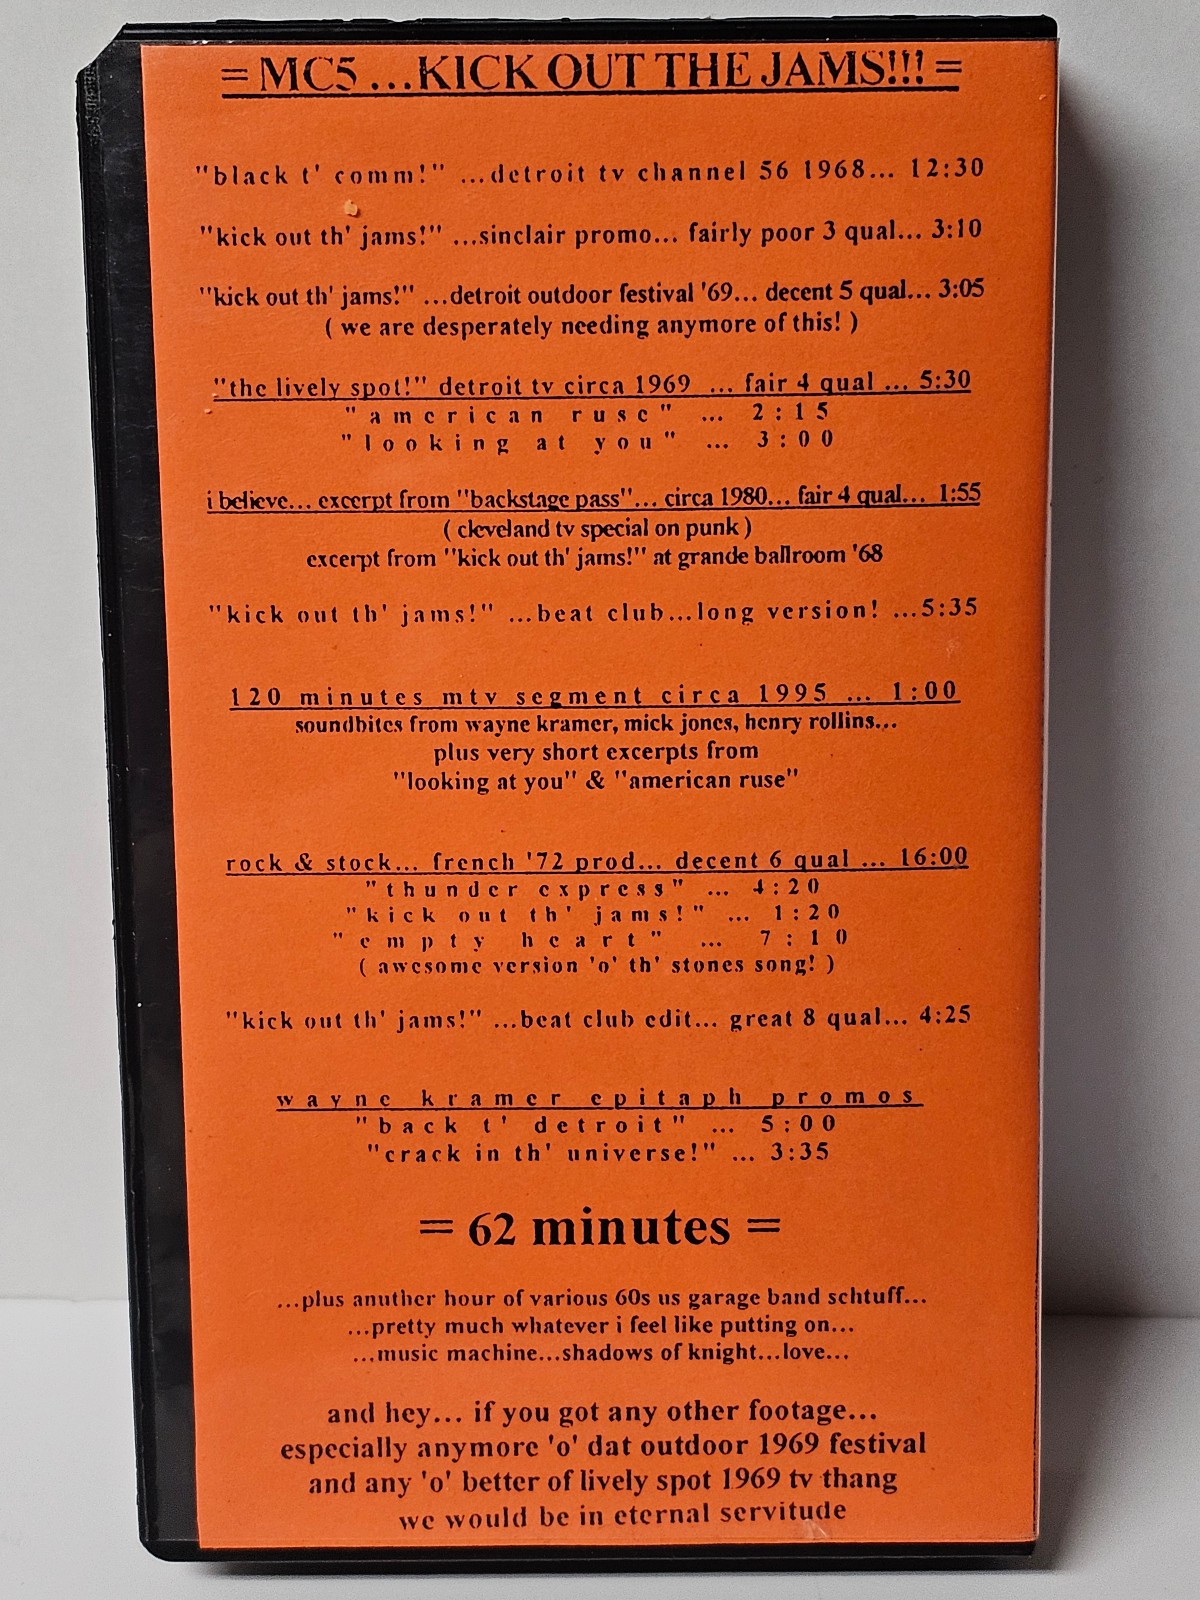 = MC5 ...KICK OUT THE JAMS!!! =
"black t' comm!" ...detroit tv channel 56 1968... 12:30
"kick out th' jams!" ...sinclair promo... fairly poor 3 qual... 3:10
"kick out th' jams!" ...detroit outdoor festival '69... decent 5 qual... 3:05
( we are desperately needing anymore of this! )
"the lively spot!" detroit tv circa 1969 ... fair 4 qual ... 5:30
"american ruse" ... 2:15
"looking at you" ... 3:00
i believe... excerpt from "backstage pass"... circa 1980... fair 4 qual... 1:55
( cleveland tv special on punk )
excerpt from "kick out th' jams!" at grande ballroom '68
"kick out th' jams!" ...beat club...long version! ...5:35
120 minutes mtv segment circa 1995 ... 1:00
soundbites from wayne kramer, mick jones, henry rollins...
plus very short excerpts from
"looking at you" & "american ruse"
rock & stock... french '72 prod... decent 6 qual ... 16:00
"thunder express" ... 4:20
"kick out th' jams!" ... 1:20
"empty heart" ... 7:10
( awesome version 'o' th' stones song! )
"kick out th' jams!" ...beat club edit... great 8 qual... 4:25
wayne kramer epitaph promos
"back t' detroit" ... 5:00
"crack in th' universe!" ... 3:35
= 62 minutes =
...plus anuther hour of various 60s us garage band schtuff...
...pretty much whatever i feel like putting on...
...music machine...shadows of knight...love...
and hey... if you got any other footage...
especially anymore 'o' dat outdoor 1969 festival
and any 'o' better of lively spot 1969 tv thang
we would be in eternal servitude